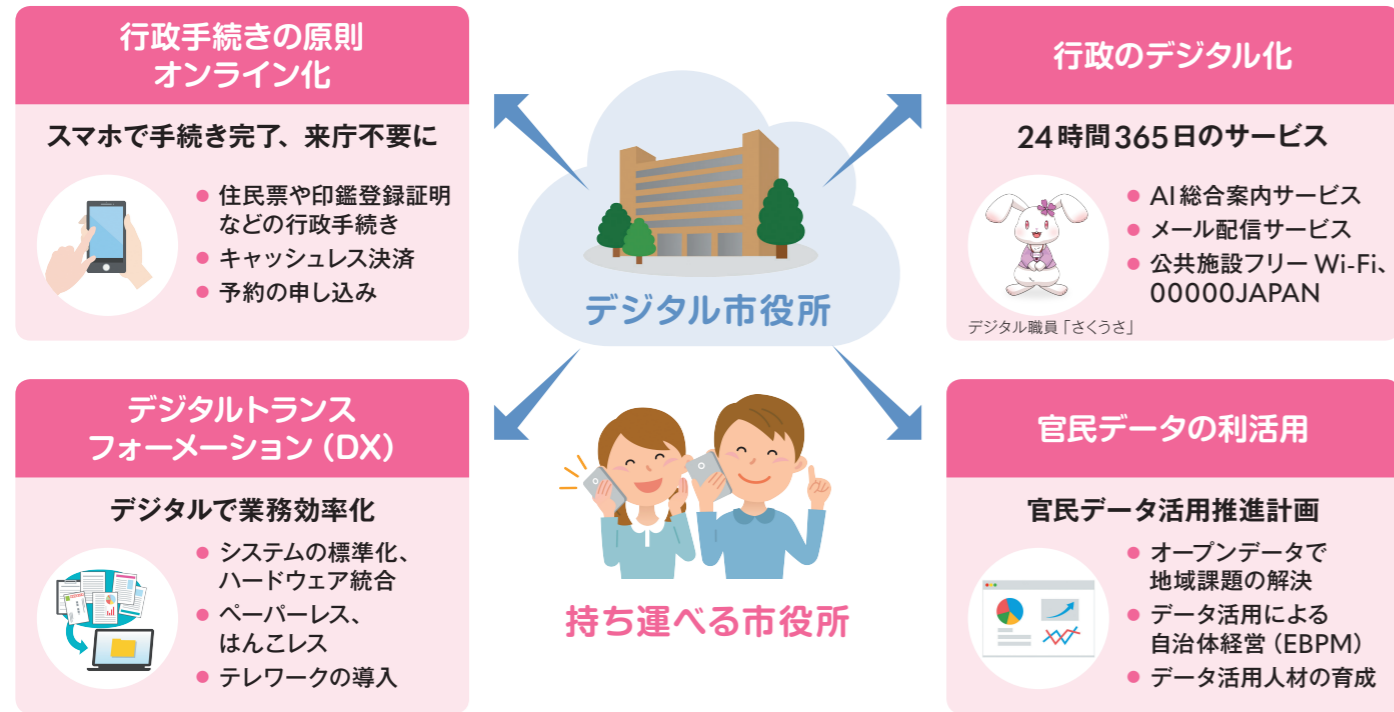 行政手続きの原則
オンライン化
スマホで手続き完了、来庁不要に
● 住民票や印鑑登録証明
などの行政手続き
● キャッシュレス決済
● 予約の申し込み
デジタル市役所
行政のデジタル化
24時間365日のサービス
● AI総合案内サービス
● メール配信サービス
● 公共施設フリー Wi-Fi、
00000JAPAN
デジタル職員「さくうさ」
デジタルトランス
フォーメーション(DX)
デジタルで業務効率化
● システムの標準化、
ハードウェア統合
● ペーパーレス、
はんこレス
● テレワークの導入
持ち運べる市役所
官民データの利活用
官民データ活用推進計画
● オープンデータで
地域課題の解決
● データ活用による
自治体経営(EBPM)
● データ活用人材の育成